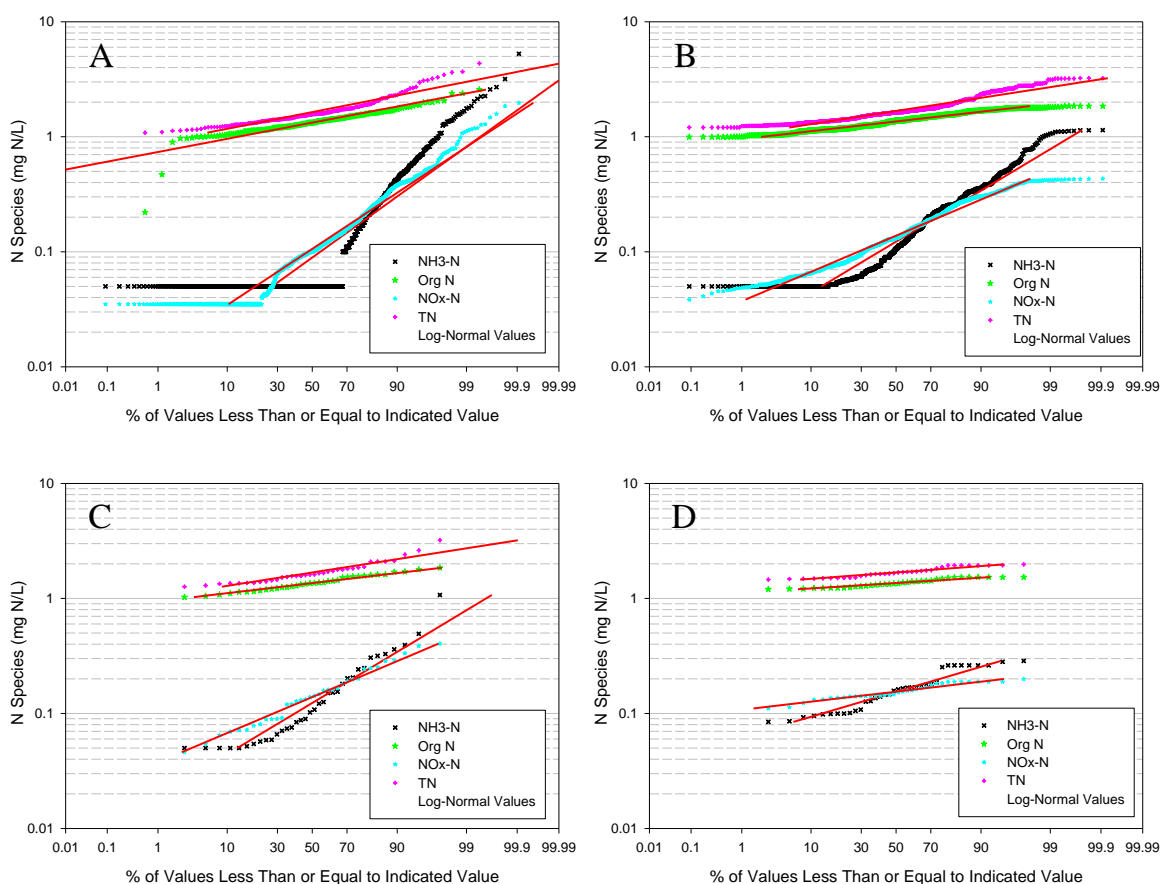 A
N Species (mg N/L)
10
1
0.1
0.01
NH3-N
Org N
NOx-N
TN
Log-Normal Values
0.01 0.1 1 10 30 50 70 90 99 99.9 99.99
% of Values Less Than or Equal to Indicated Value
B
N Species (mg N/L)
10
1
0.1
0.01
NH3-N
Org N
NOx-N
TN
Log-Normal Values
0.01 0.1 1 10 30 50 70 90 99 99.9 99.99
% of Values Less Than or Equal to Indicated Value
C
N Species (mg N/L)
10
1
0.1
0.01
NH3-N
Org N
NOx-N
TN
Log-Normal Values
0.01 0.1 1 10 30 50 70 90 99 99.9 99.99
% of Values Less Than or Equal to Indicated Value
D
N Species (mg N/L)
10
1
0.1
0.01
NH3-N
Org N
NOx-N
TN
Log-Normal Values
0.01 0.1 1 10 30 50 70 90 99 99.9 99.99
% of Values Less Than or Equal to Indicated Value